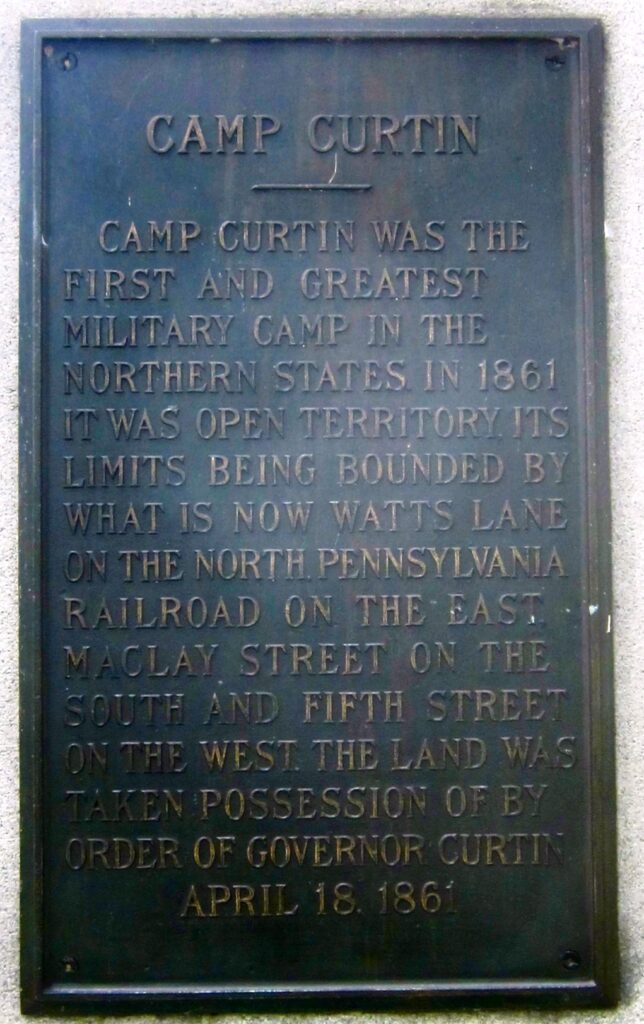 CAMP CURTIN
CAMP CURTIN WAS THE
FIRST AND GREATEST
MILITARY CAMP IN THE
NORTHERN STATES. IN 1861
IT WAS OPEN TERRITORY, ITS
LIMITS BEING BOUNDED BY
WHAT IS NOW WATTS LANE
ON THE NORTH, PENNSYLVANIA
RAILROAD ON THE EAST,
MACLAY STREET ON THE
SOUTH AND FIFTH STREET
ON THE WEST. THE LAND WAS
TAKEN POSSESSION OF BY
ORDER OF GOVERNOR CURTIN
APRIL 18, 1861